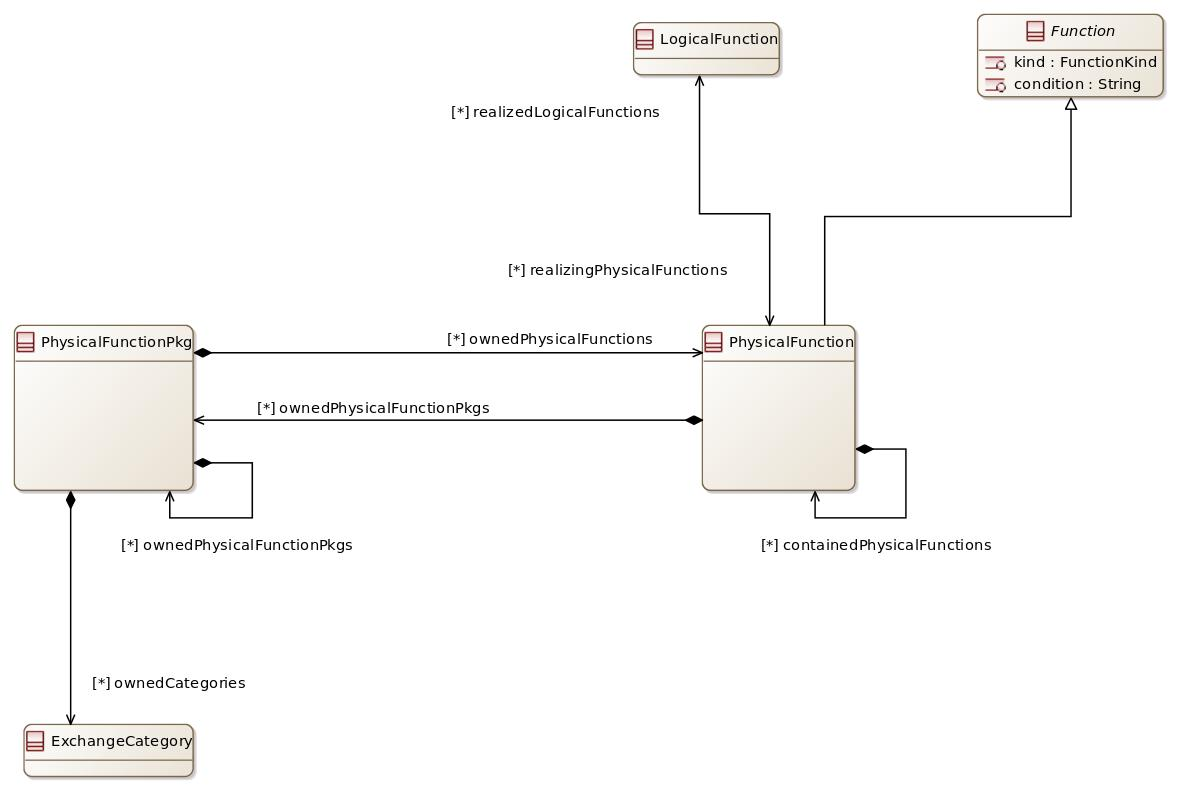 LogicalFunction
Function
kind : FunctionKind
condition : String
[*] realizedLogicalFunctions
[*] realizingPhysicalFunctions
PhysicalFunctionPkg
[*] ownedPhysicalFunctions
PhysicalFunction
[*] ownedPhysicalFunctionPkgs
[*] ownedPhysicalFunctionPkgs
[*] containedPhysicalFunctions
[*] ownedCategories
ExchangeCategory